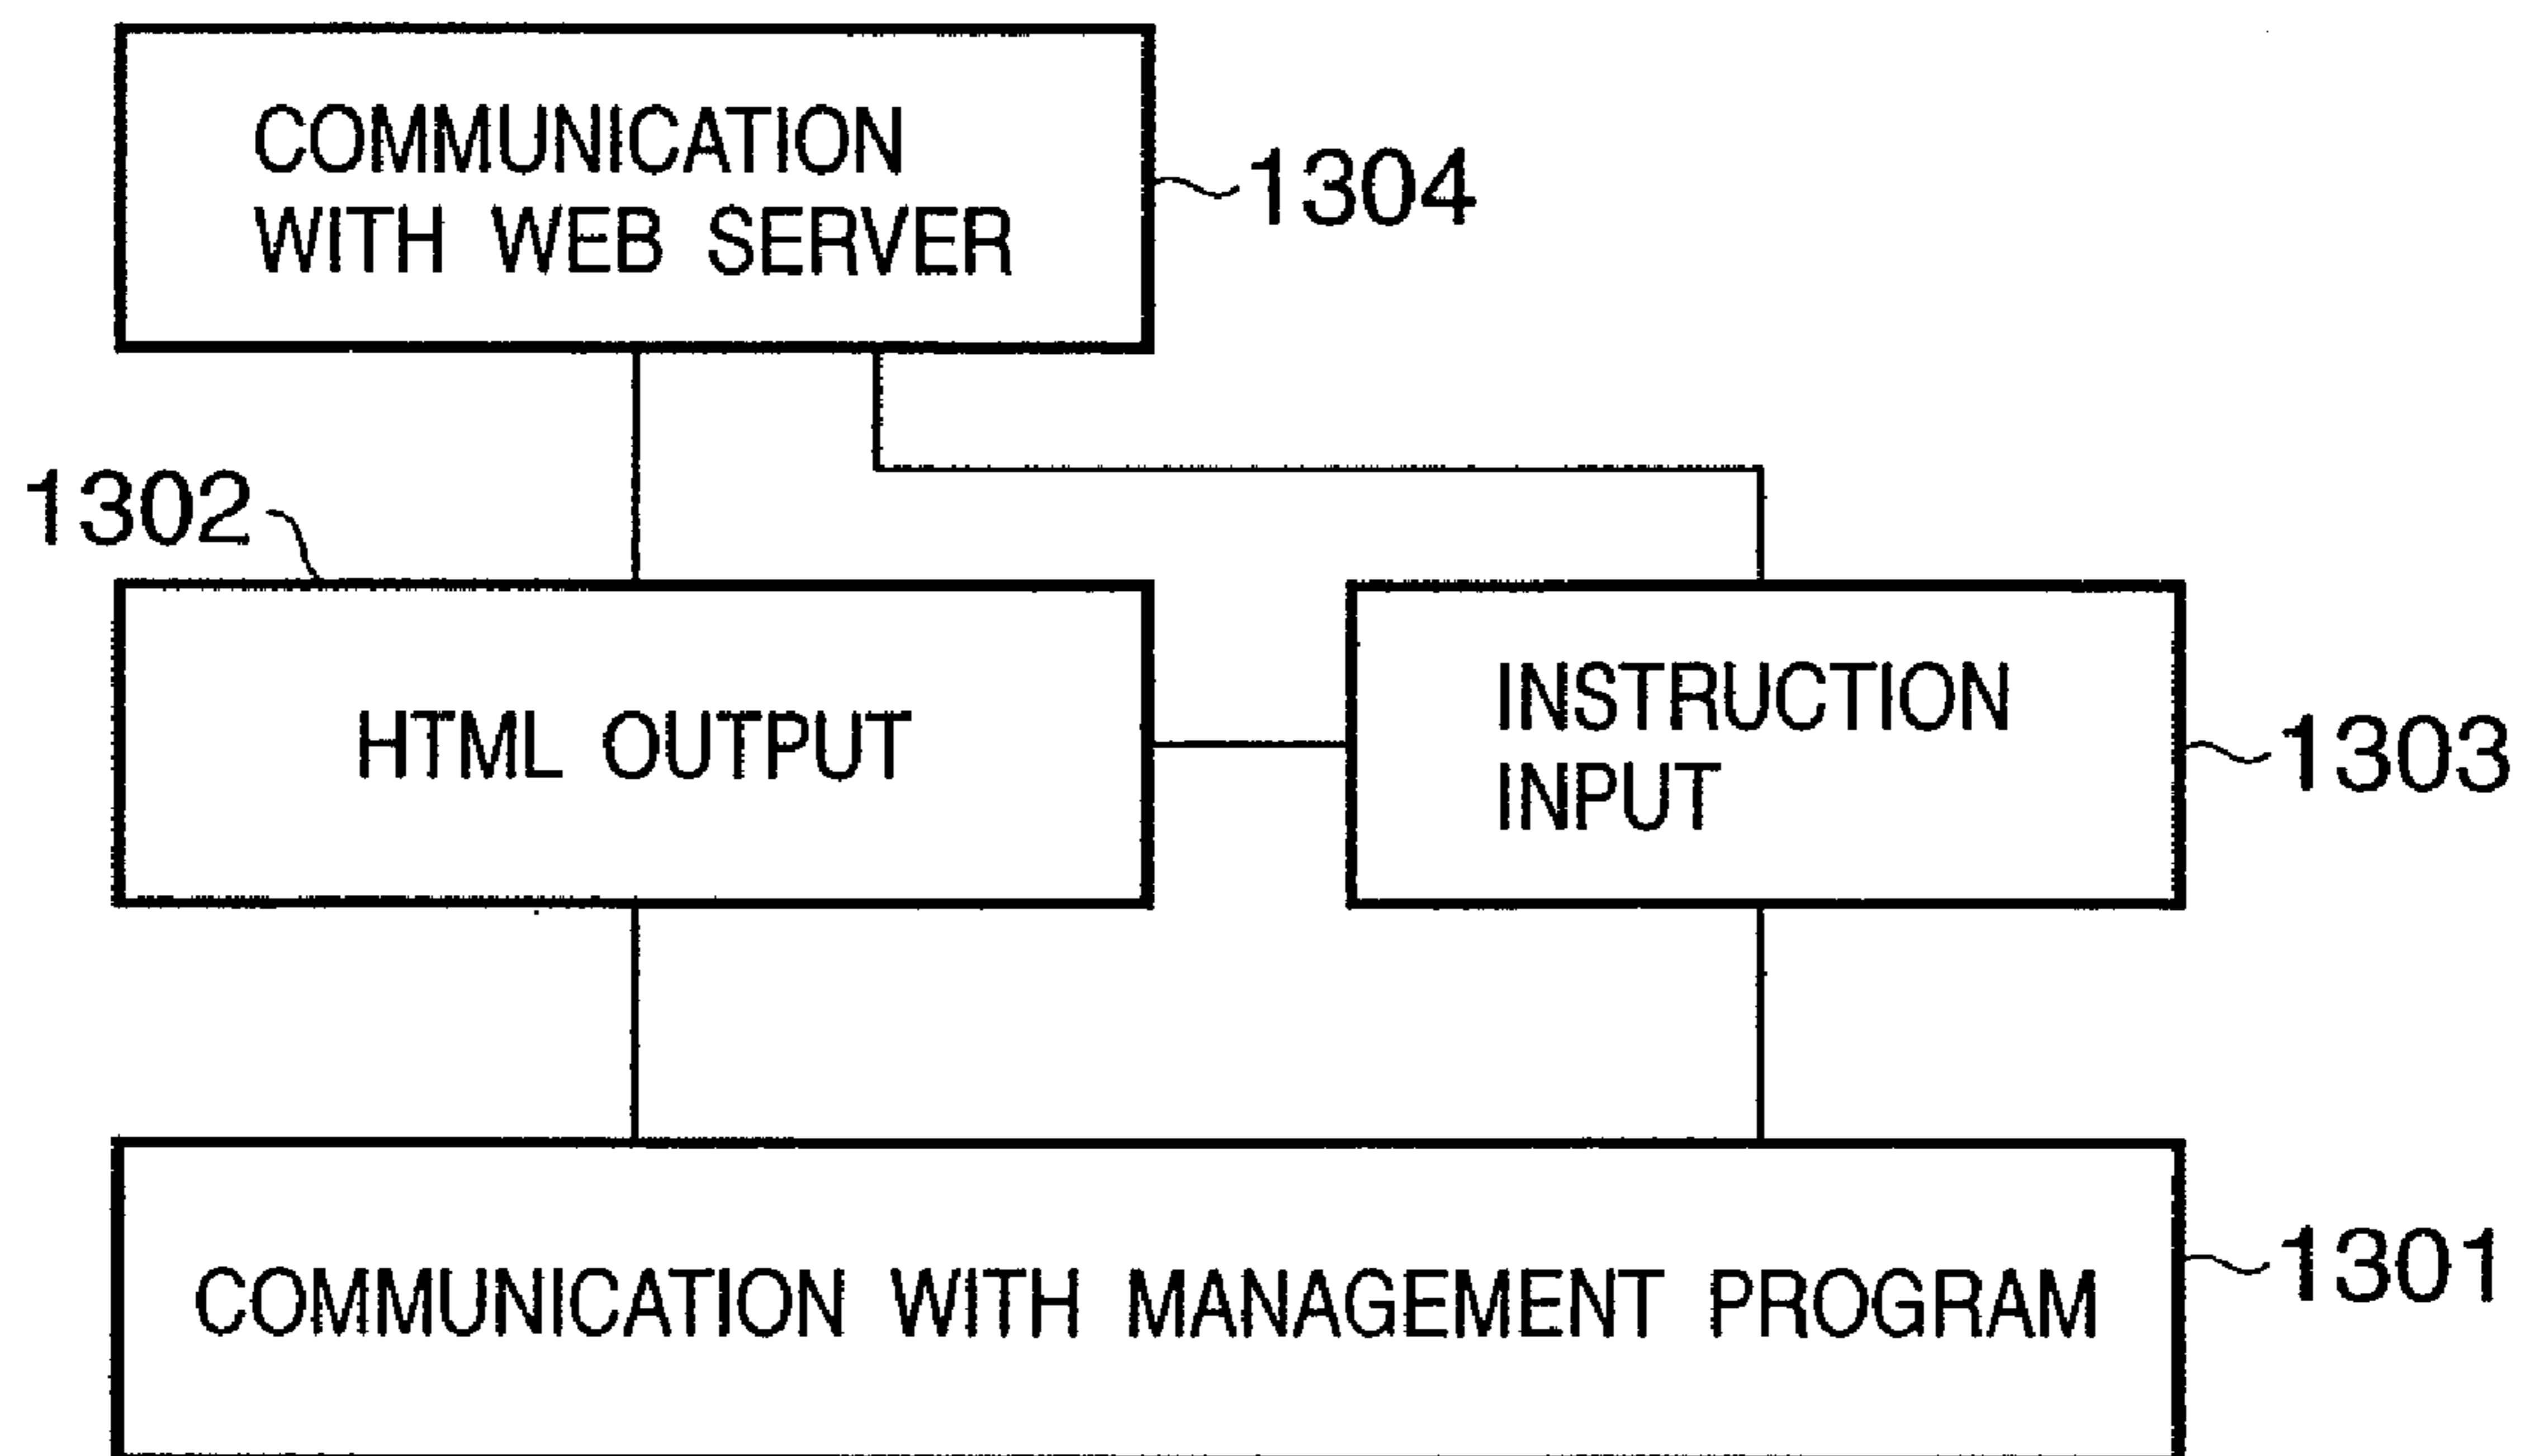 COMMUNICATION
WITH WEB SERVER
1304
1302
HTML OUTPUT
INSTRUCTION
INPUT
1303
COMMUNICATION WITH MANAGEMENT PROGRAM
1301